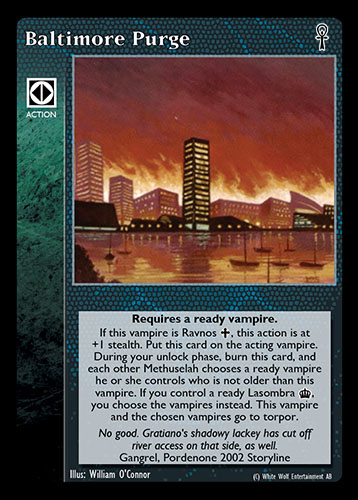 Baltimore Purge
ACTION
Requires a ready vampire.
If this vampire is Ravnos , this action is at
+1 stealth. Put this card on the acting vampire.
During your unlock phase, burn this card, and
each other Methuselah chooses a ready vampire
he or she controls who is not older than this
vampire. If you control a ready Lasombra ,
you choose the vampires instead. This vampire
and the chosen vampires go to torpor.
No good. Gratiano's shadowy lackey has cut off
river access on that side, as well.
Gangrel, Pordenone 2002 Storyline
Illus: William O'Connor
(C) White Wolf Entertainment AB